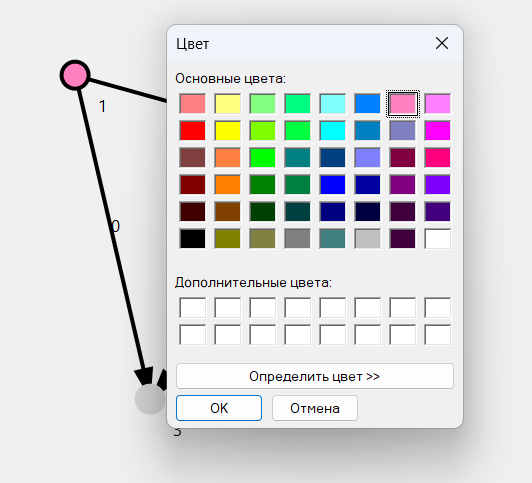 Цвет
Основные цвета:
1
0
Дополнительные цвета:
Определить цвет >>
OK
Отмена
3